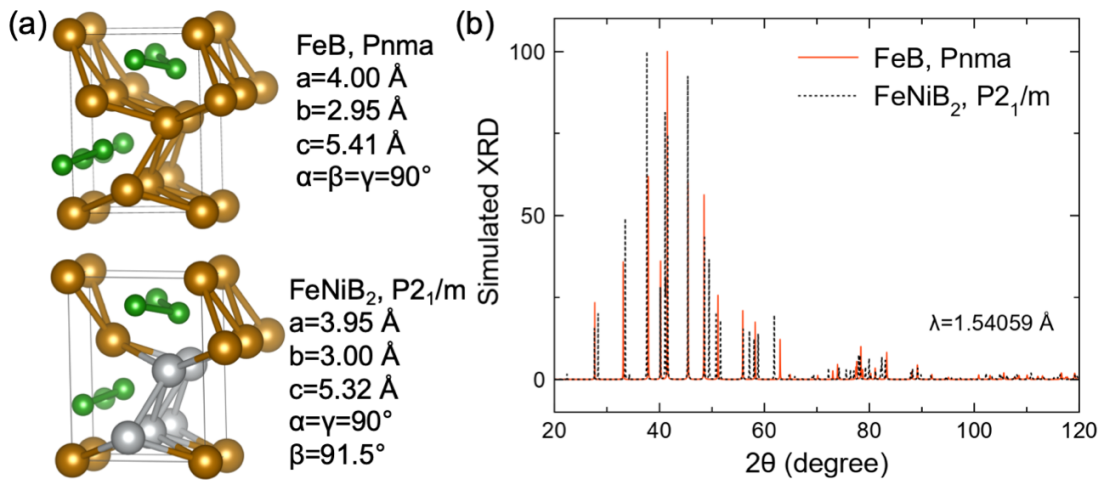 (a)
FeB, Pnma
a=4.00 Å
b=2.95 Å
c=5.41 Å
α=β=γ=90°
FeNiB₂, P2₁/m
a=3.95 Å
b=3.00 Å
c=5.32 Å
α=γ=90°
β=91.5°
(b)
Simulated XRD
100
50
0
FeB, Pnma
FeNiB₂, P2₁/m
λ=1.54059 Å
20 40 60 80 100 120
2θ (degree)